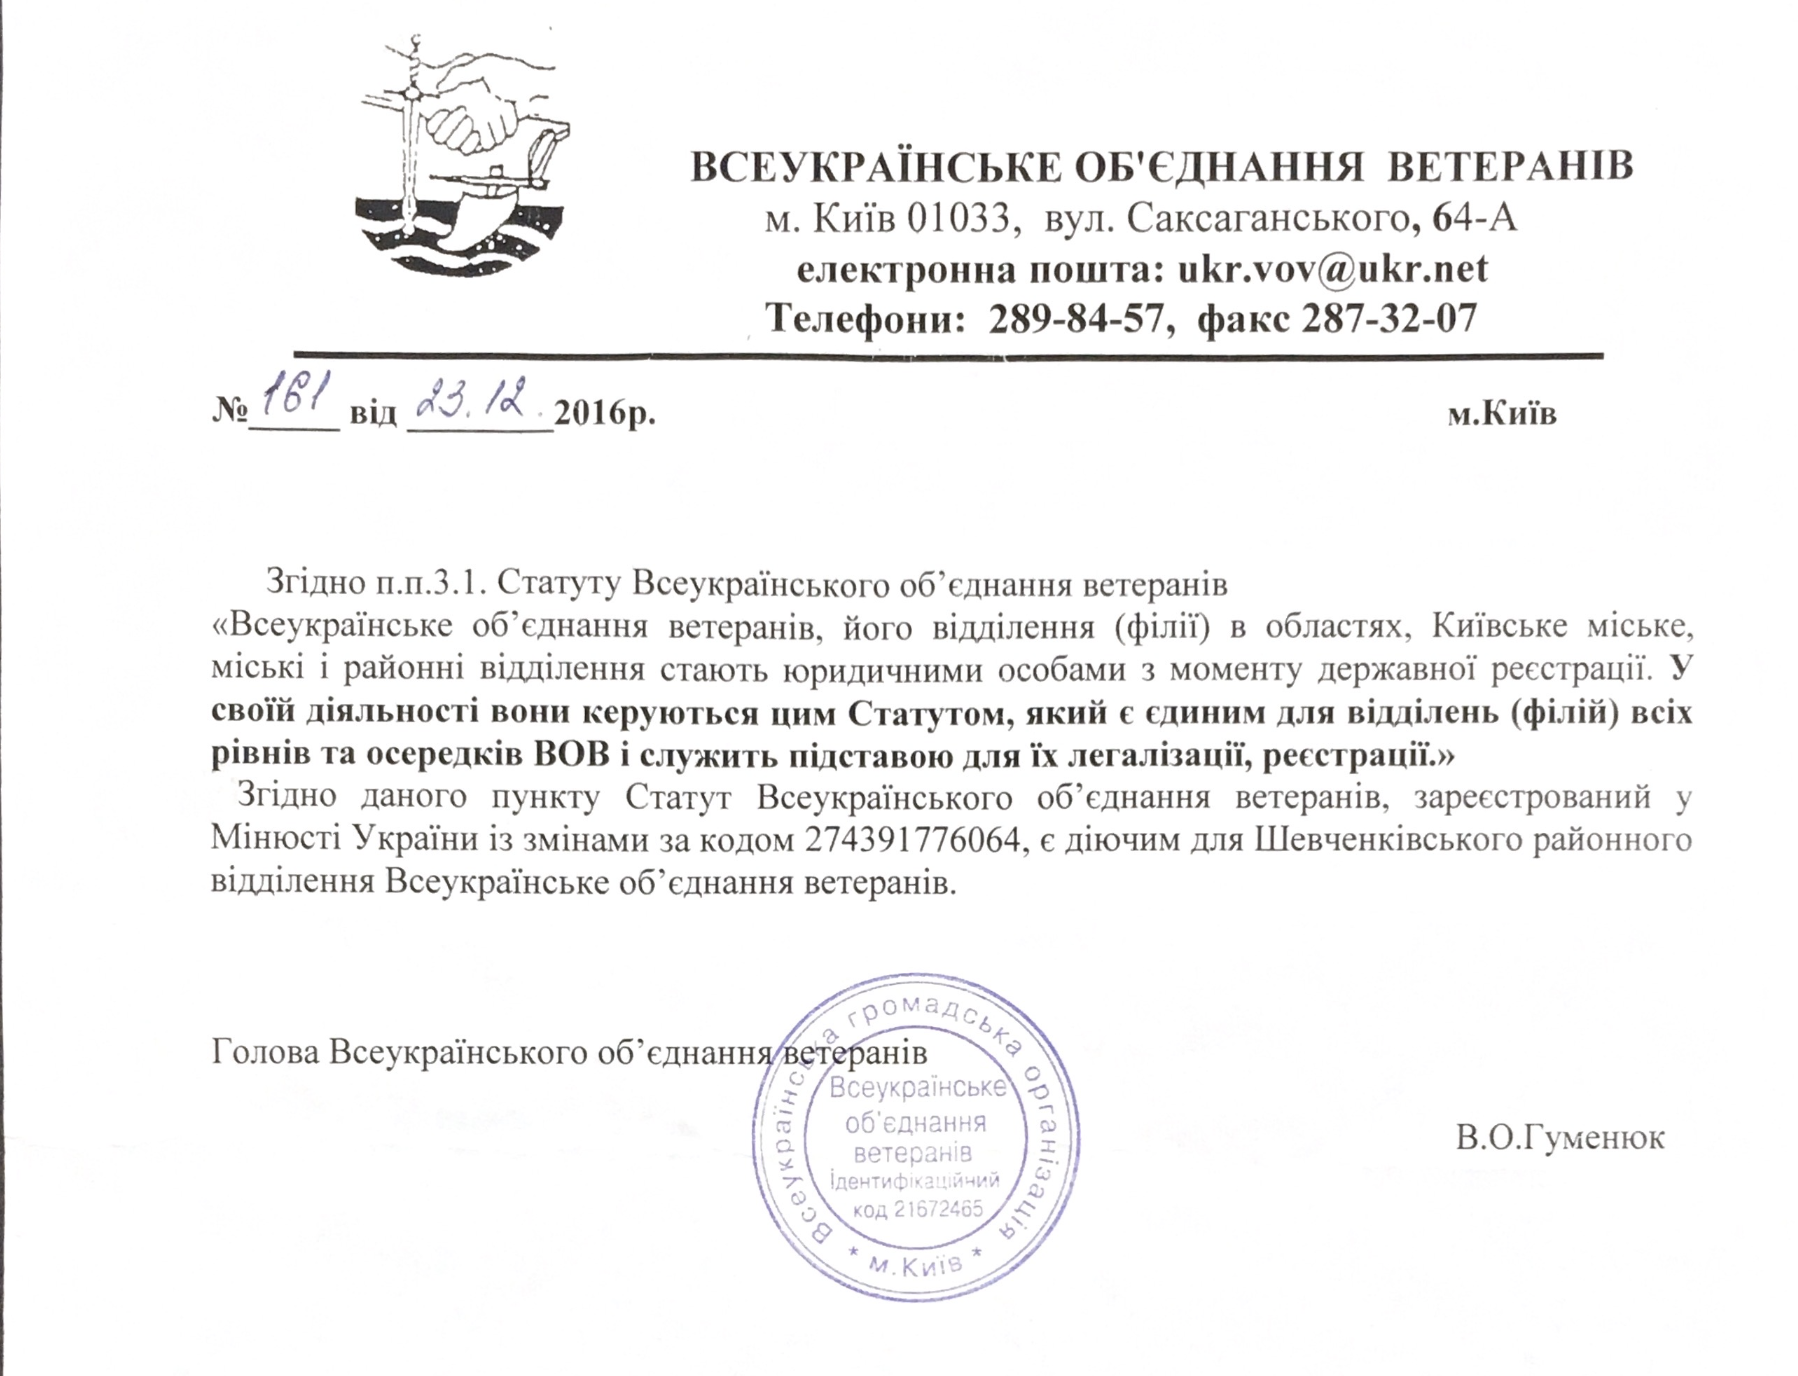 ВСЕУКРАЇНСЬКЕ ОБ'ЄДНАННЯ ВЕТЕРАНІВ
м. Київ 01033, вул. Саксаганського, 64-А
електронна пошта: ukr.vov@ukr.net
Телефони: 289-84-57, факс 287-32-07
№ 161 від 23.12.2016р. м.Київ
Згідно п.п.3.1. Статуту Всеукраїнського об’єднання ветеранів
«Всеукраїнське об’єднання ветеранів, його відділення (філії) в областях, Київське міське,
міські і районні відділення стають юридичними особами з моменту державної реєстрації. У
своїй діяльності вони керуються цим Статутом, який є єдиним для відділень (філій) всіх
рівнів та осередків ВОВ і служить підставою для їх легалізації, реєстрації.»
Згідно даного пункту Статут Всеукраїнського об’єднання ветеранів, зареєстрований у
Мінюсті України із змінами за кодом 274391776064, є діючим для Шевченківського районного
відділення Всеукраїнське об’єднання ветеранів.
Голова Всеукраїнського об’єднання ветеранів
В.О.Гуменюк
Всеукраїнська громадська організація
* м.Київ *
Всеукраїнське
об'єднання
ветеранів
Ідентифікаційний
код 21672465